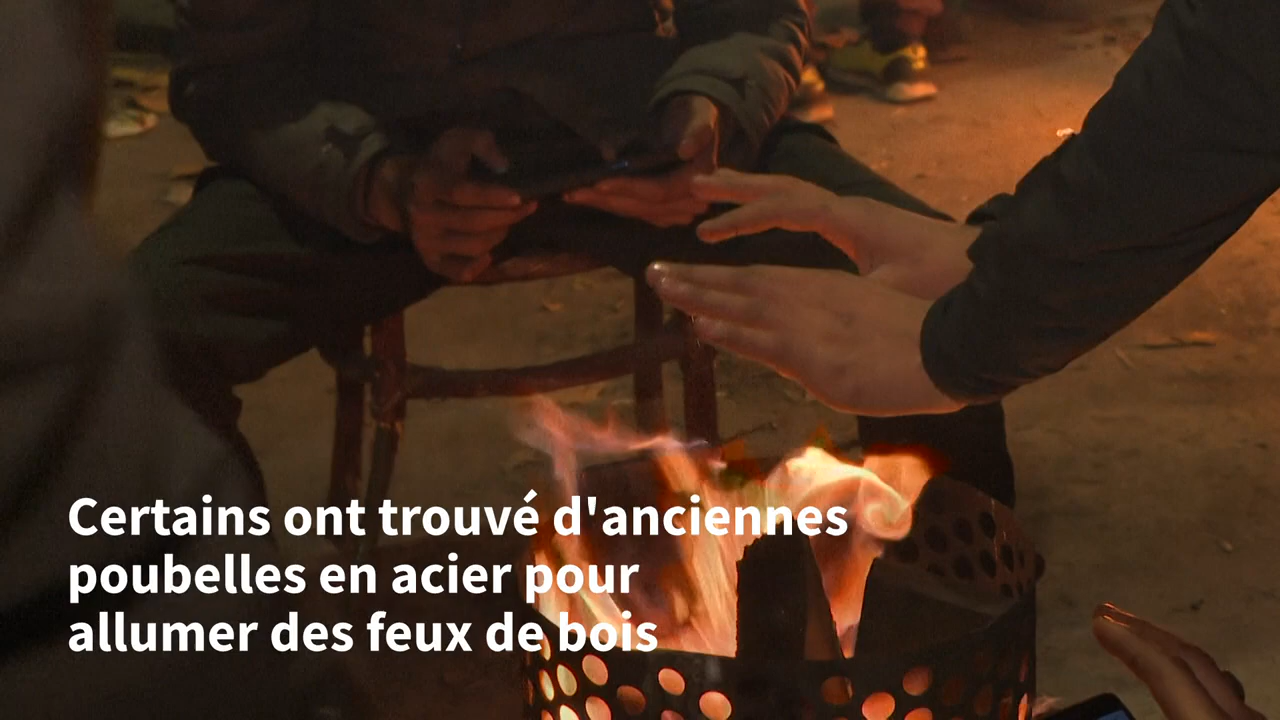 Certains ont trouvé d'anciennes
poubelles en acier pour
allumer des feux de bois